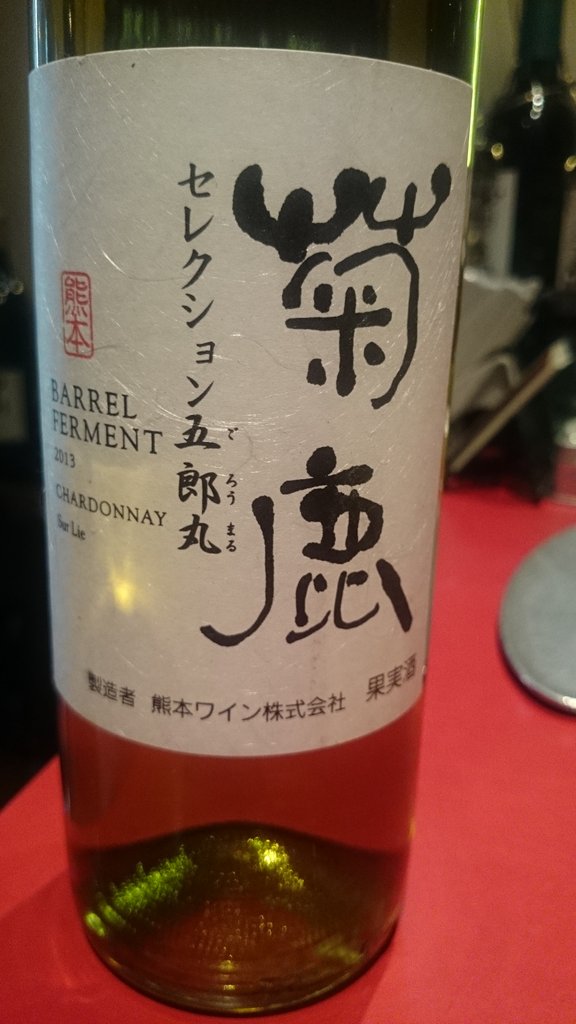 菊鹿
セレクション五郎丸
ごろうまる
熊本
BARREL
FERMENT
2013
CHARDONNAY
Sur Lie
製造者 熊本ワイン株式会社 果実酒